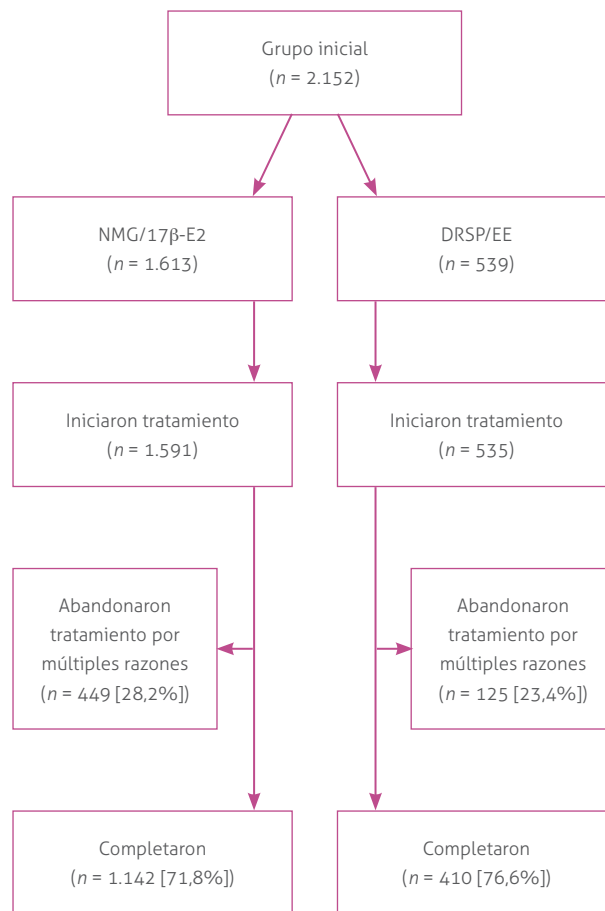 Grupo inicial
(n = 2.152)
NMG/17β-E2
(n = 1.613)
DRSP/EE
(n = 539)
Iniciaron tratamiento
(n = 1.591)
Iniciaron tratamiento
(n = 535)
Abandonaron
tratamiento por
múltiples razones
(n = 449 [28,2%])
Abandonaron
tratamiento por
múltiples razones
(n = 125 [23,4%])
Completaron
(n = 1.142 [71,8%])
Completaron
(n = 410 [76,6%])